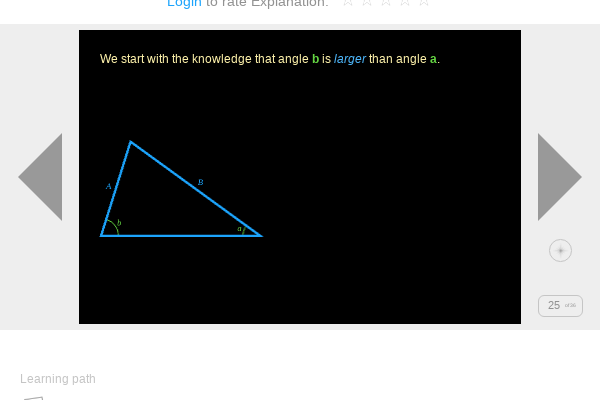 Login to rate Explanation.
We start with the knowledge that angle b is larger than angle a.
A
B
b
a
25 of 26
Learning path